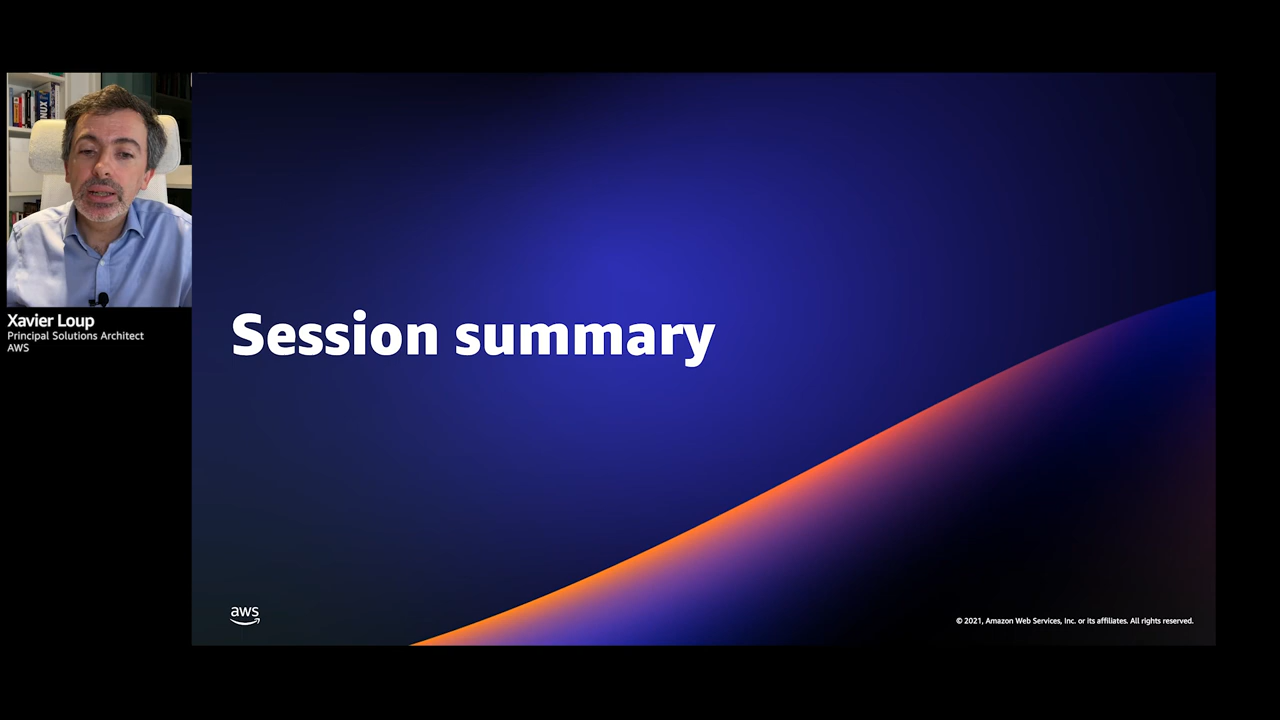 Xavier Loup
Principal Solutions Architect
AWS
Session summary
aws
© 2021, Amazon Web Services, Inc. or its affiliates. All rights reserved.